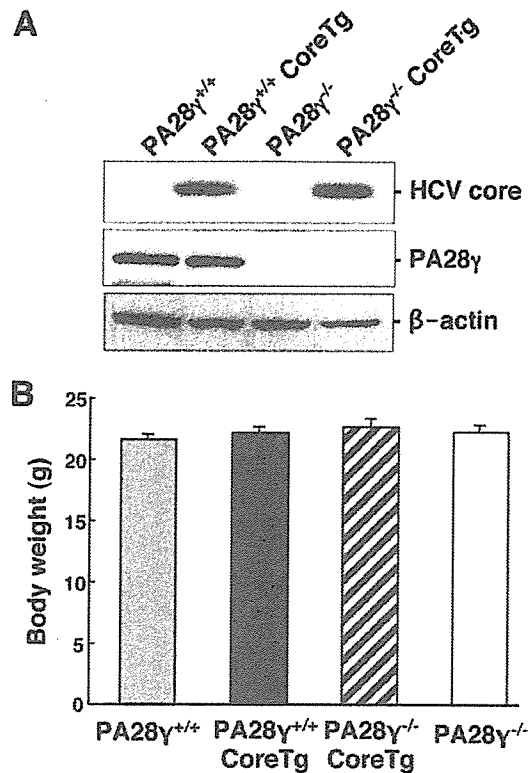 A
PA28γ+/+
PA28γ+/+ CoreTg
PA28γ-/-
PA28γ-/- CoreTg
HCV core
PA28γ
β-actin
B
Body weight (g)
25
20
15
10
5
0
PA28γ+/+
PA28γ+/+ CoreTg
PA28γ-/- CoreTg
PA28γ-/-